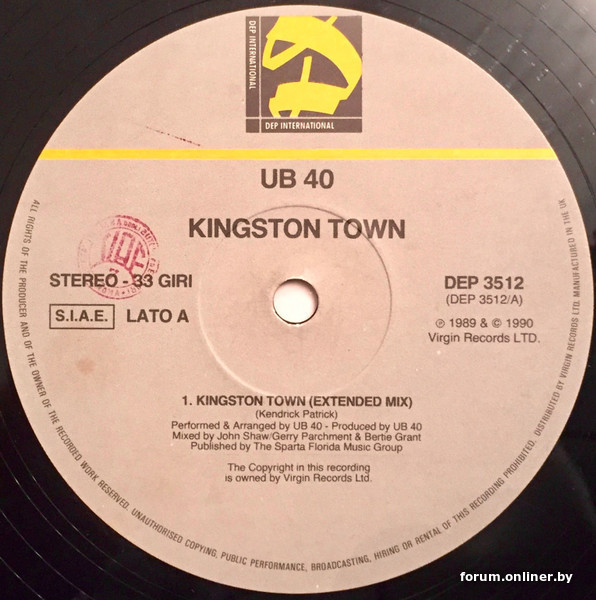 DEP INTERNATIONAL
DEP INTERNATIONAL
UB 40
KINGSTON TOWN
STEREO - 33 GIRI
S.I.A.E. LATO A
DEP 3512
(DEP 3512/A)
℗ 1989 & © 1990
Virgin Records LTD.
1. KINGSTON TOWN (EXTENDED MIX)
(Kendrick Patrick)
Performed & Arranged by UB 40 - Produced by UB 40
Mixed by John Shaw/Gerry Parchment & Bertie Grant
Published by The Sparta Florida Music Group
The Copyright in this recording
is owned by Virgin Records Ltd.
ALL RIGHTS OF THE PRODUCER AND OF THE OWNER OF THE RECORDED WORK RESERVED. UNAUTHORISED COPYING, PUBLIC PERFORMANCE, BROADCASTING, HIRING OR RENTAL OF THIS RECORDING PROHIBITED. DISTRIBUTED BY VIRGIN RECORDS LTD. MANUFACTURED IN THE UK
forum.onliner.by